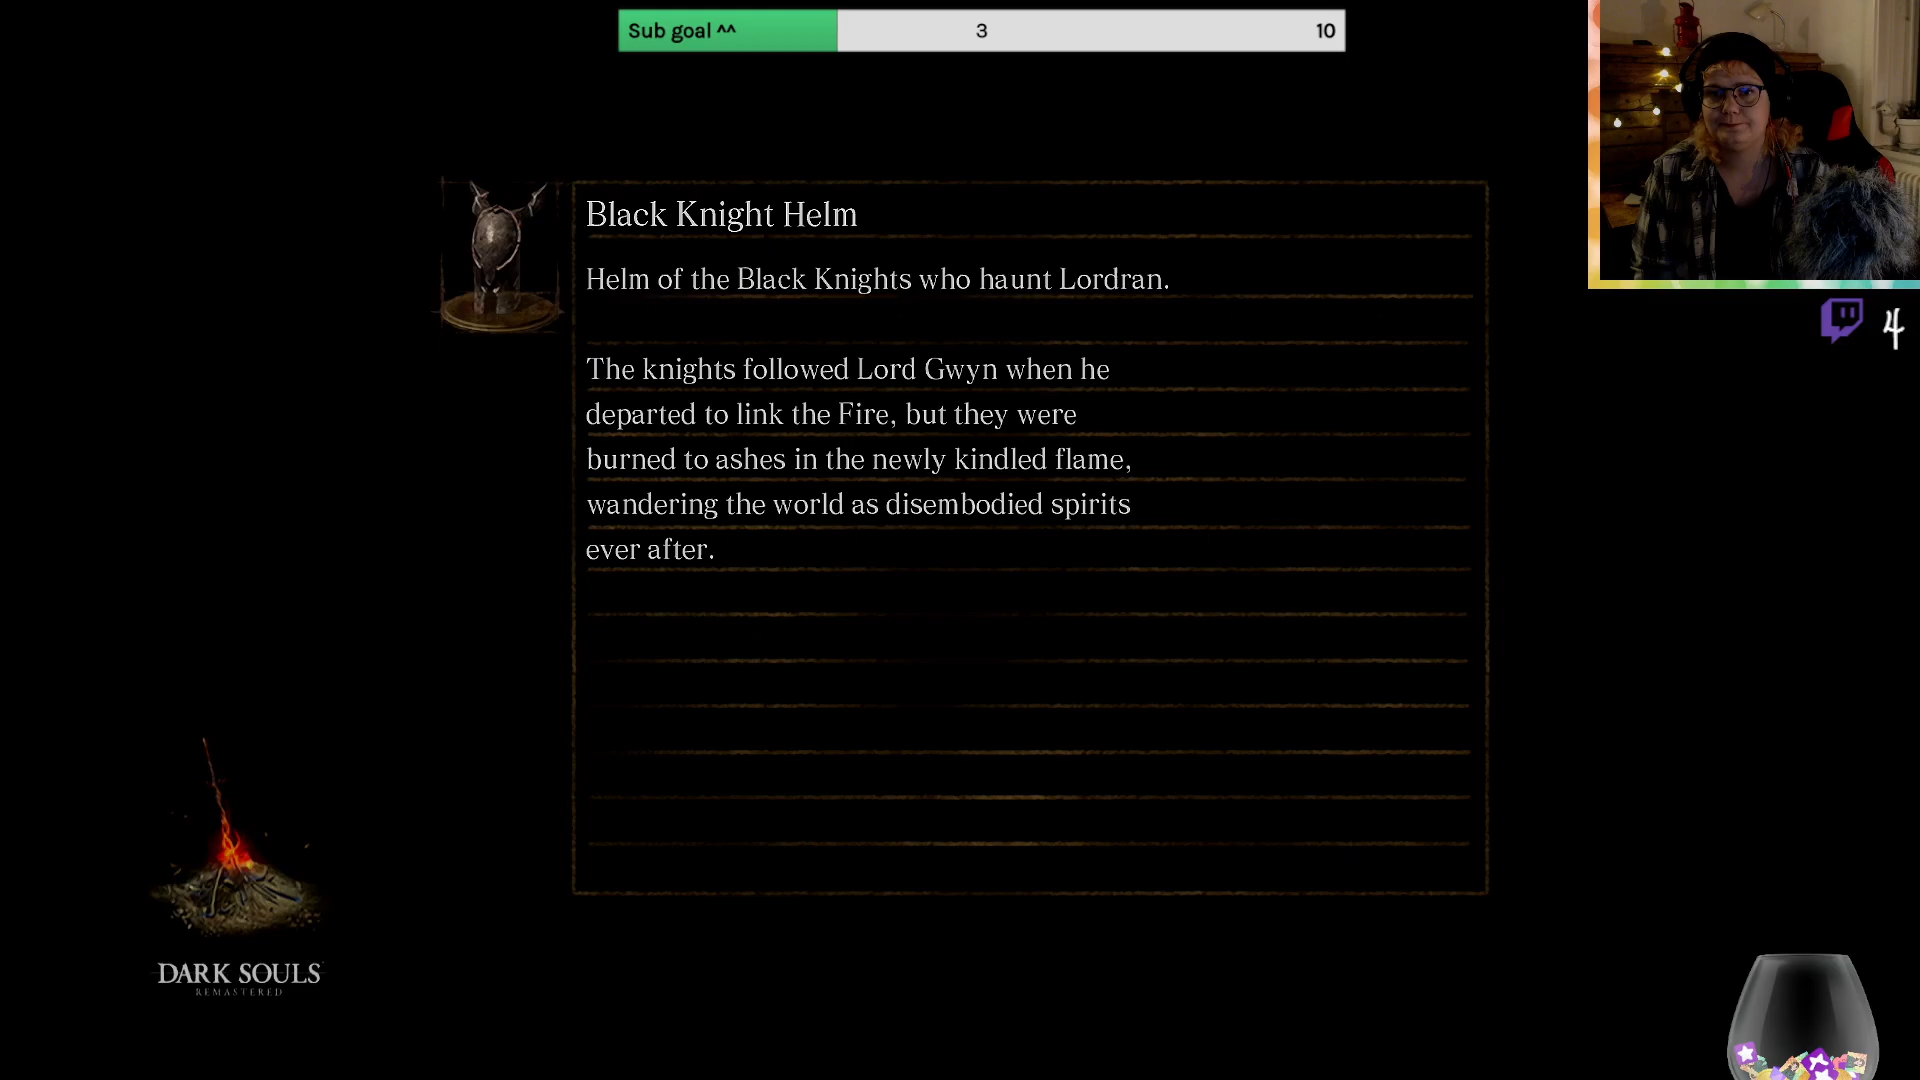 Sub goal ^^ 3 10
Black Knight Helm
Helm of the Black Knights who haunt Lordran.
The knights followed Lord Gwyn when he
departed to link the Fire, but they were
burned to ashes in the newly kindled flame,
wandering the world as disembodied spirits
ever after.
4
DARK SOULS
REMASTERED